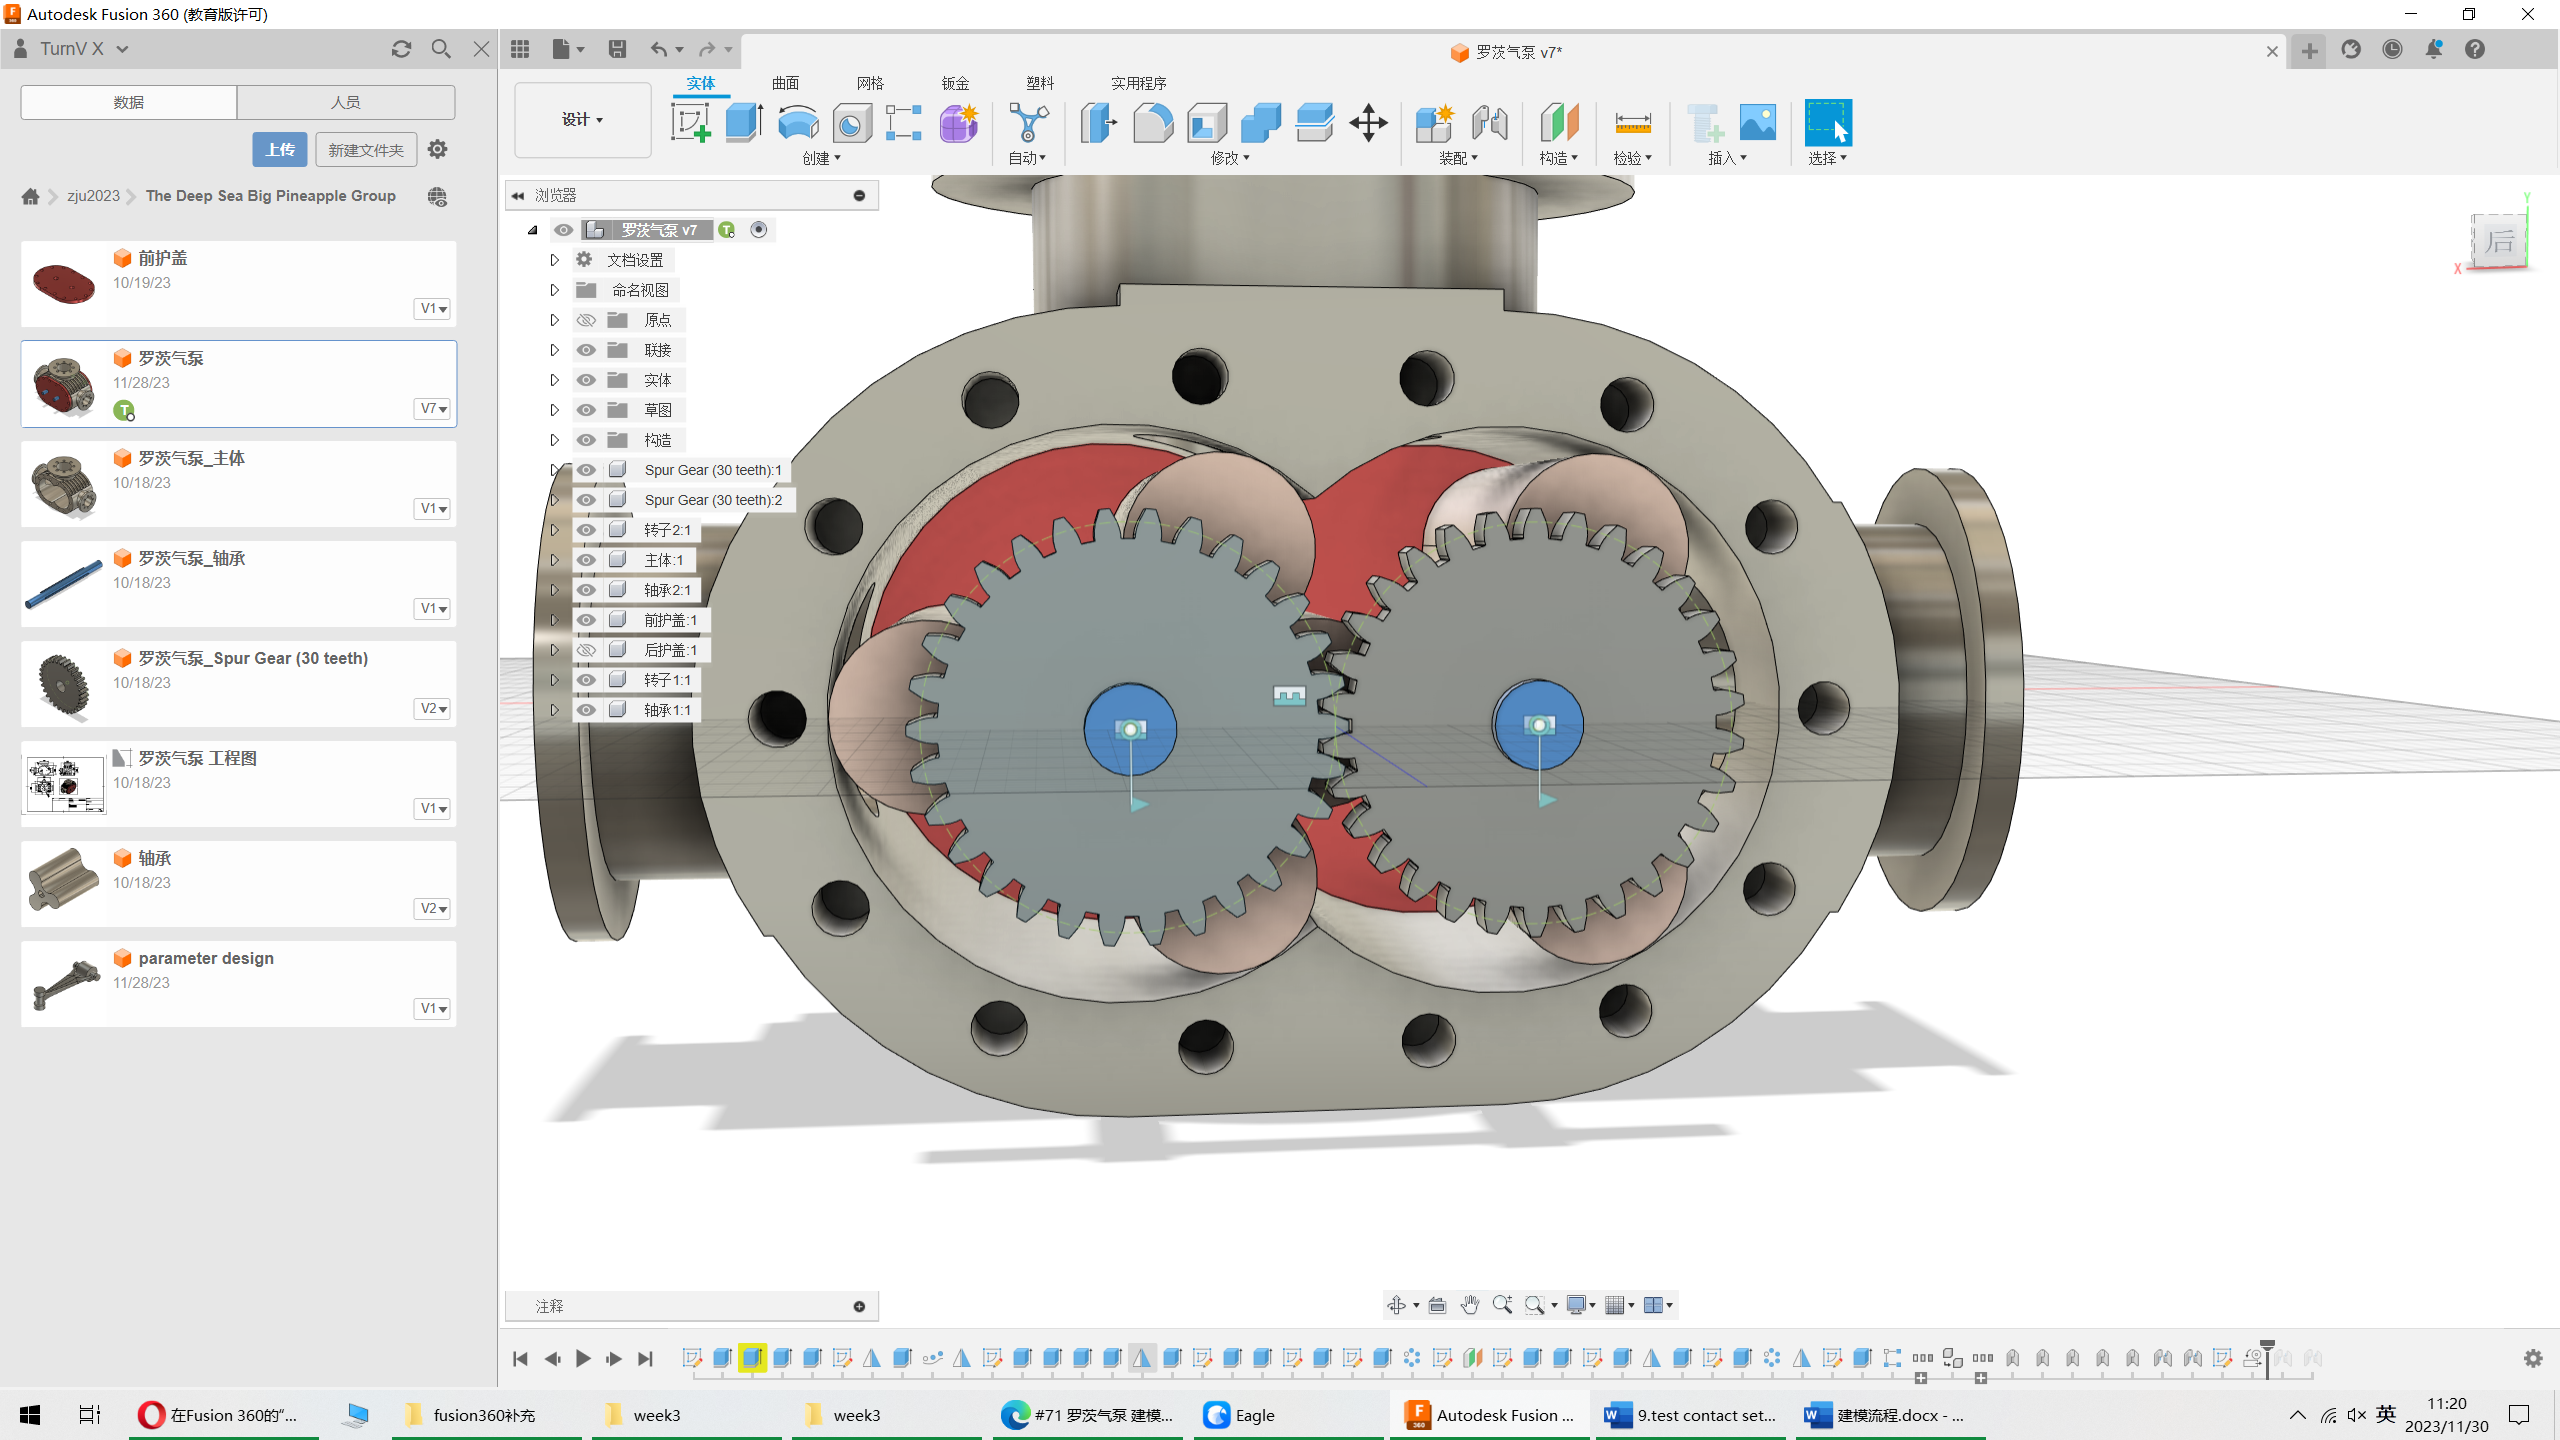 Autodesk Fusion 360 (教育版许可)
TurnV X
罗茨气泵 v7*
数据
人员
上传
新建文件夹
zju2023
The Deep Sea Big Pineapple Group
前护盖
10/19/23
V1
罗茨气泵
11/28/23
V7
罗茨气泵_主体
10/18/23
V1
罗茨气泵_轴承
10/18/23
V1
罗茨气泵_Spur Gear (30 teeth)
10/18/23
V2
罗茨气泵 工程图
10/18/23
V1
轴承
10/18/23
V2
parameter design
11/28/23
V1
设计
实体
曲面
网格
钣金
塑料
实用程序
创建
自动
修改
装配
构造
检验
插入
选择
浏览器
罗茨气泵 v7
文档设置
命名视图
原点
联接
实体
草图
构造
Spur Gear (30 teeth):1
Spur Gear (30 teeth):2
转子2:1
主体:1
轴承2:1
前护盖:1
后护盖:1
转子1:1
轴承1:1
后
Y
X
注释
在Fusion 360的"...
fusion360补充
week3
week3
#71 罗茨气泵 建模...
Eagle
Autodesk Fusion ...
9.test contact set...
建模流程.docx - ...
英
11:20
2023/11/30